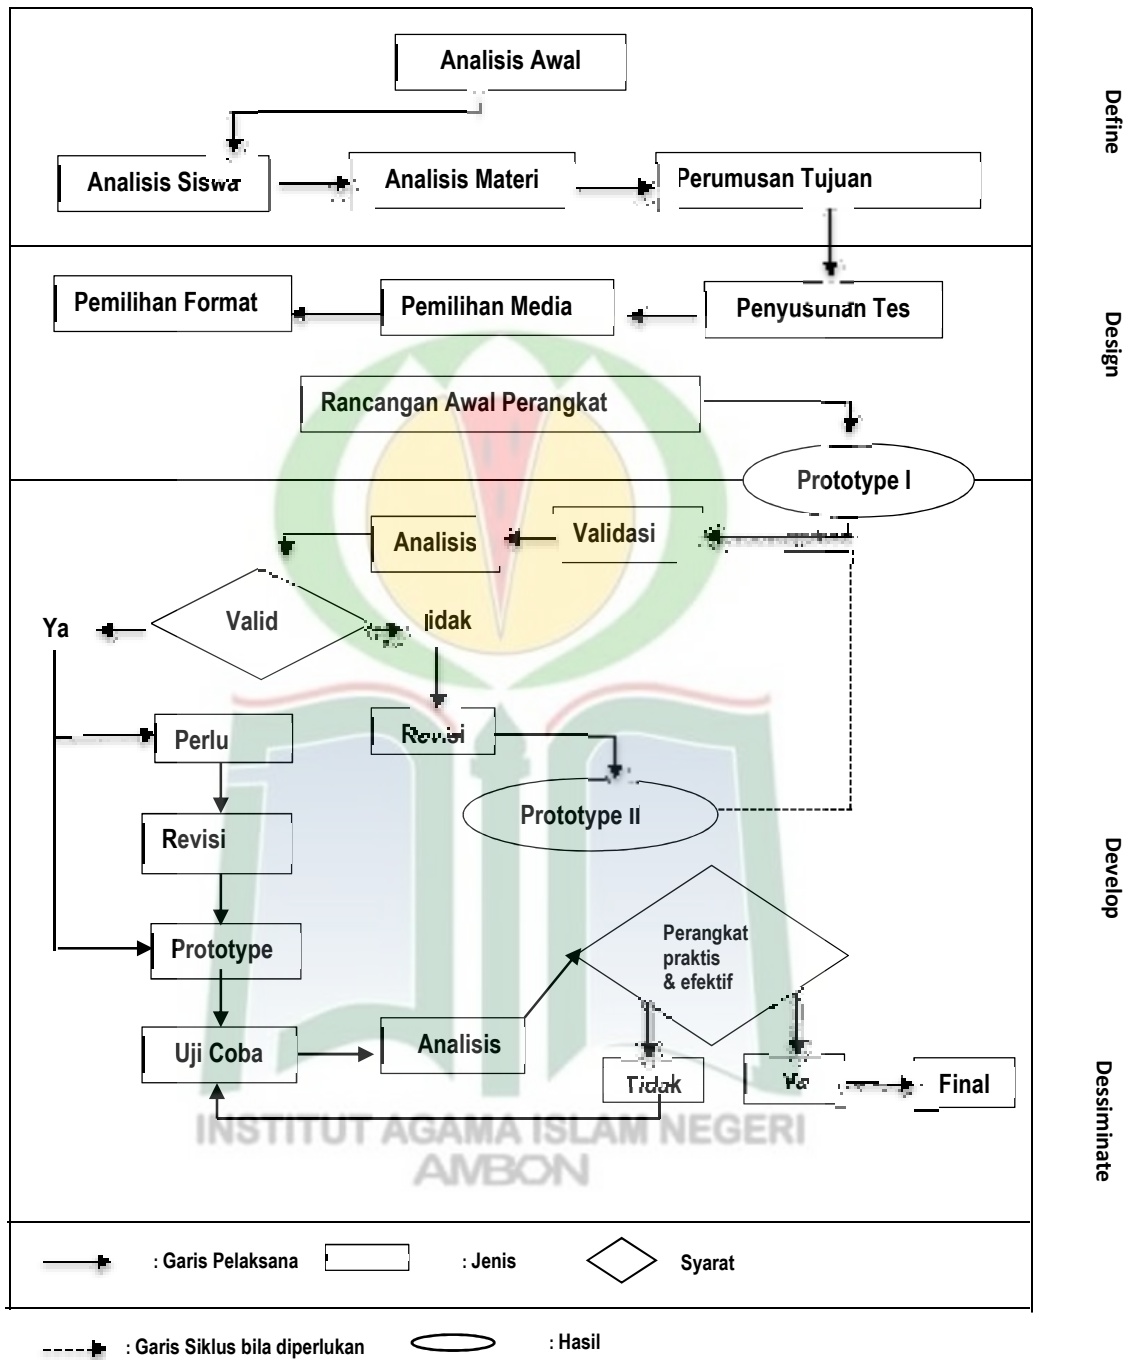 Analisis Awal
Define
Analisis Siswa
Analisis Materi
Perumusan Tujuan
Pemilihan Format
Pemilihan Media
Penyusunan Tes
Design
Rancangan Awal Perangkat
Prototype I
Validasi
Analisis
Ya
Valid
Tidak
Perlu
Revisi
Prototype II
Revisi
Develop
Perangkat
praktis
& efektif
Prototype
Uji Coba
Analisis
Tidak
Ya
Final
Dessiminate
INSTITUT AGAMA ISLAM NEGERI
AMBON
: Garis Pelaksana
: Jenis
Syarat
: Garis Siklus bila diperlukan
: Hasil